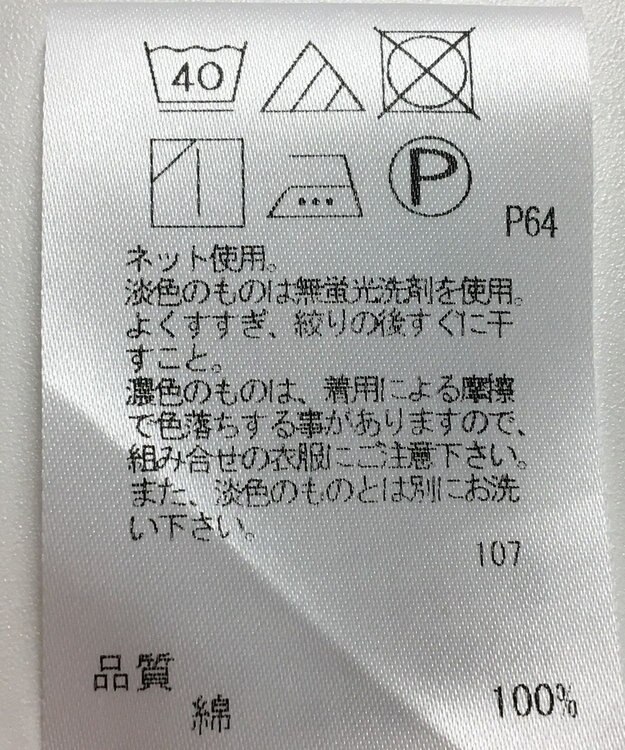 40
P
P64
ネット使用。
淡色のものは無蛍光洗剤を使用。
よくすすぎ、絞りの後すぐに干
すこと。
濃色のものは、着用による摩擦
で色落ちする事がありますので、
組み合せの衣服にご注意下さい。
また、淡色のものとは別にお洗
い下さい。
107
品質
綿 100%